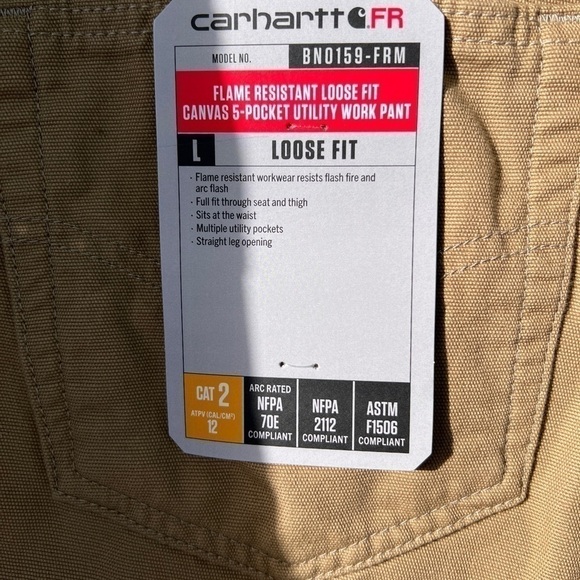 carhartt FR
MODEL NO. BN0159-FRM
FLAME RESISTANT LOOSE FIT
CANVAS 5-POCKET UTILITY WORK PANT
L LOOSE FIT
· Flame resistant workwear resists flash fire and
arc flash
· Full fit through seat and thigh
· Sits at the waist
· Multiple utility pockets
· Straight leg opening
CAT 2
ATPV (CAL/CM²)
12
ARC RATED
NFPA
70E
COMPLIANT
NFPA
2112
COMPLIANT
ASTM
F1506
COMPLIANT